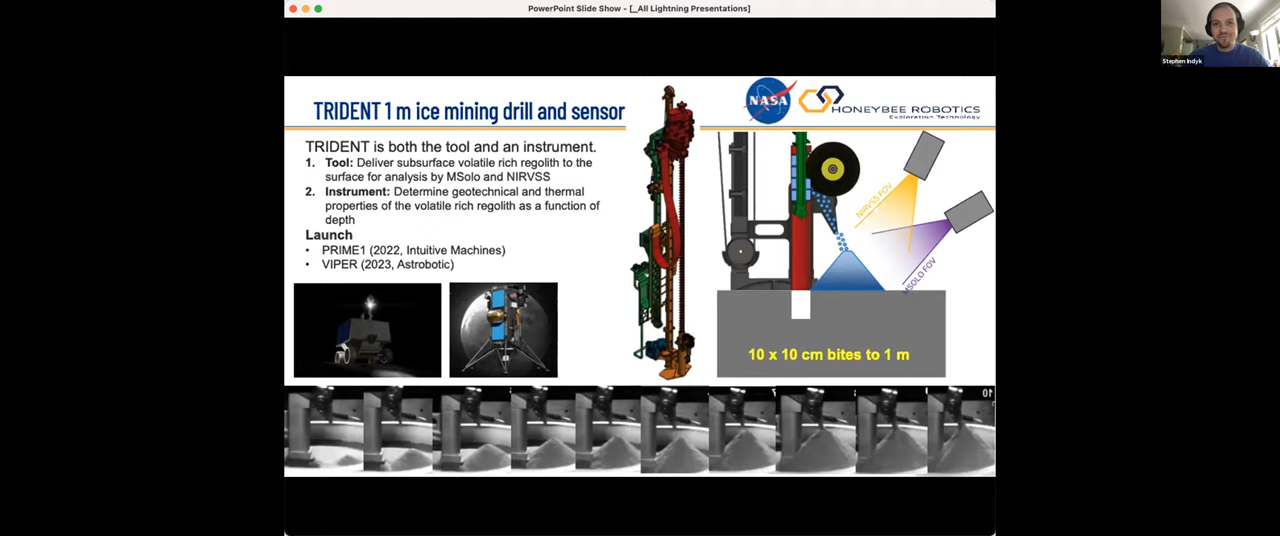 PowerPoint Slide Show - [_All Lightning Presentations]
Stephen Indyk
TRIDENT 1 m ice mining drill and sensor
NASA
HONEYBEE ROBOTICS
Exploration Technology
TRIDENT is both the tool and an instrument.
1. Tool: Deliver subsurface volatile rich regolith to the
surface for analysis by MSolo and NIRVSS
2. Instrument: Determine geotechnical and thermal
properties of the volatile rich regolith as a function of
depth
Launch
• PRIME1 (2022, Intuitive Machines)
• VIPER (2023, Astrobotic)
NIRVSS FOV
MSOLO FOV
10 x 10 cm bites to 1 m
10